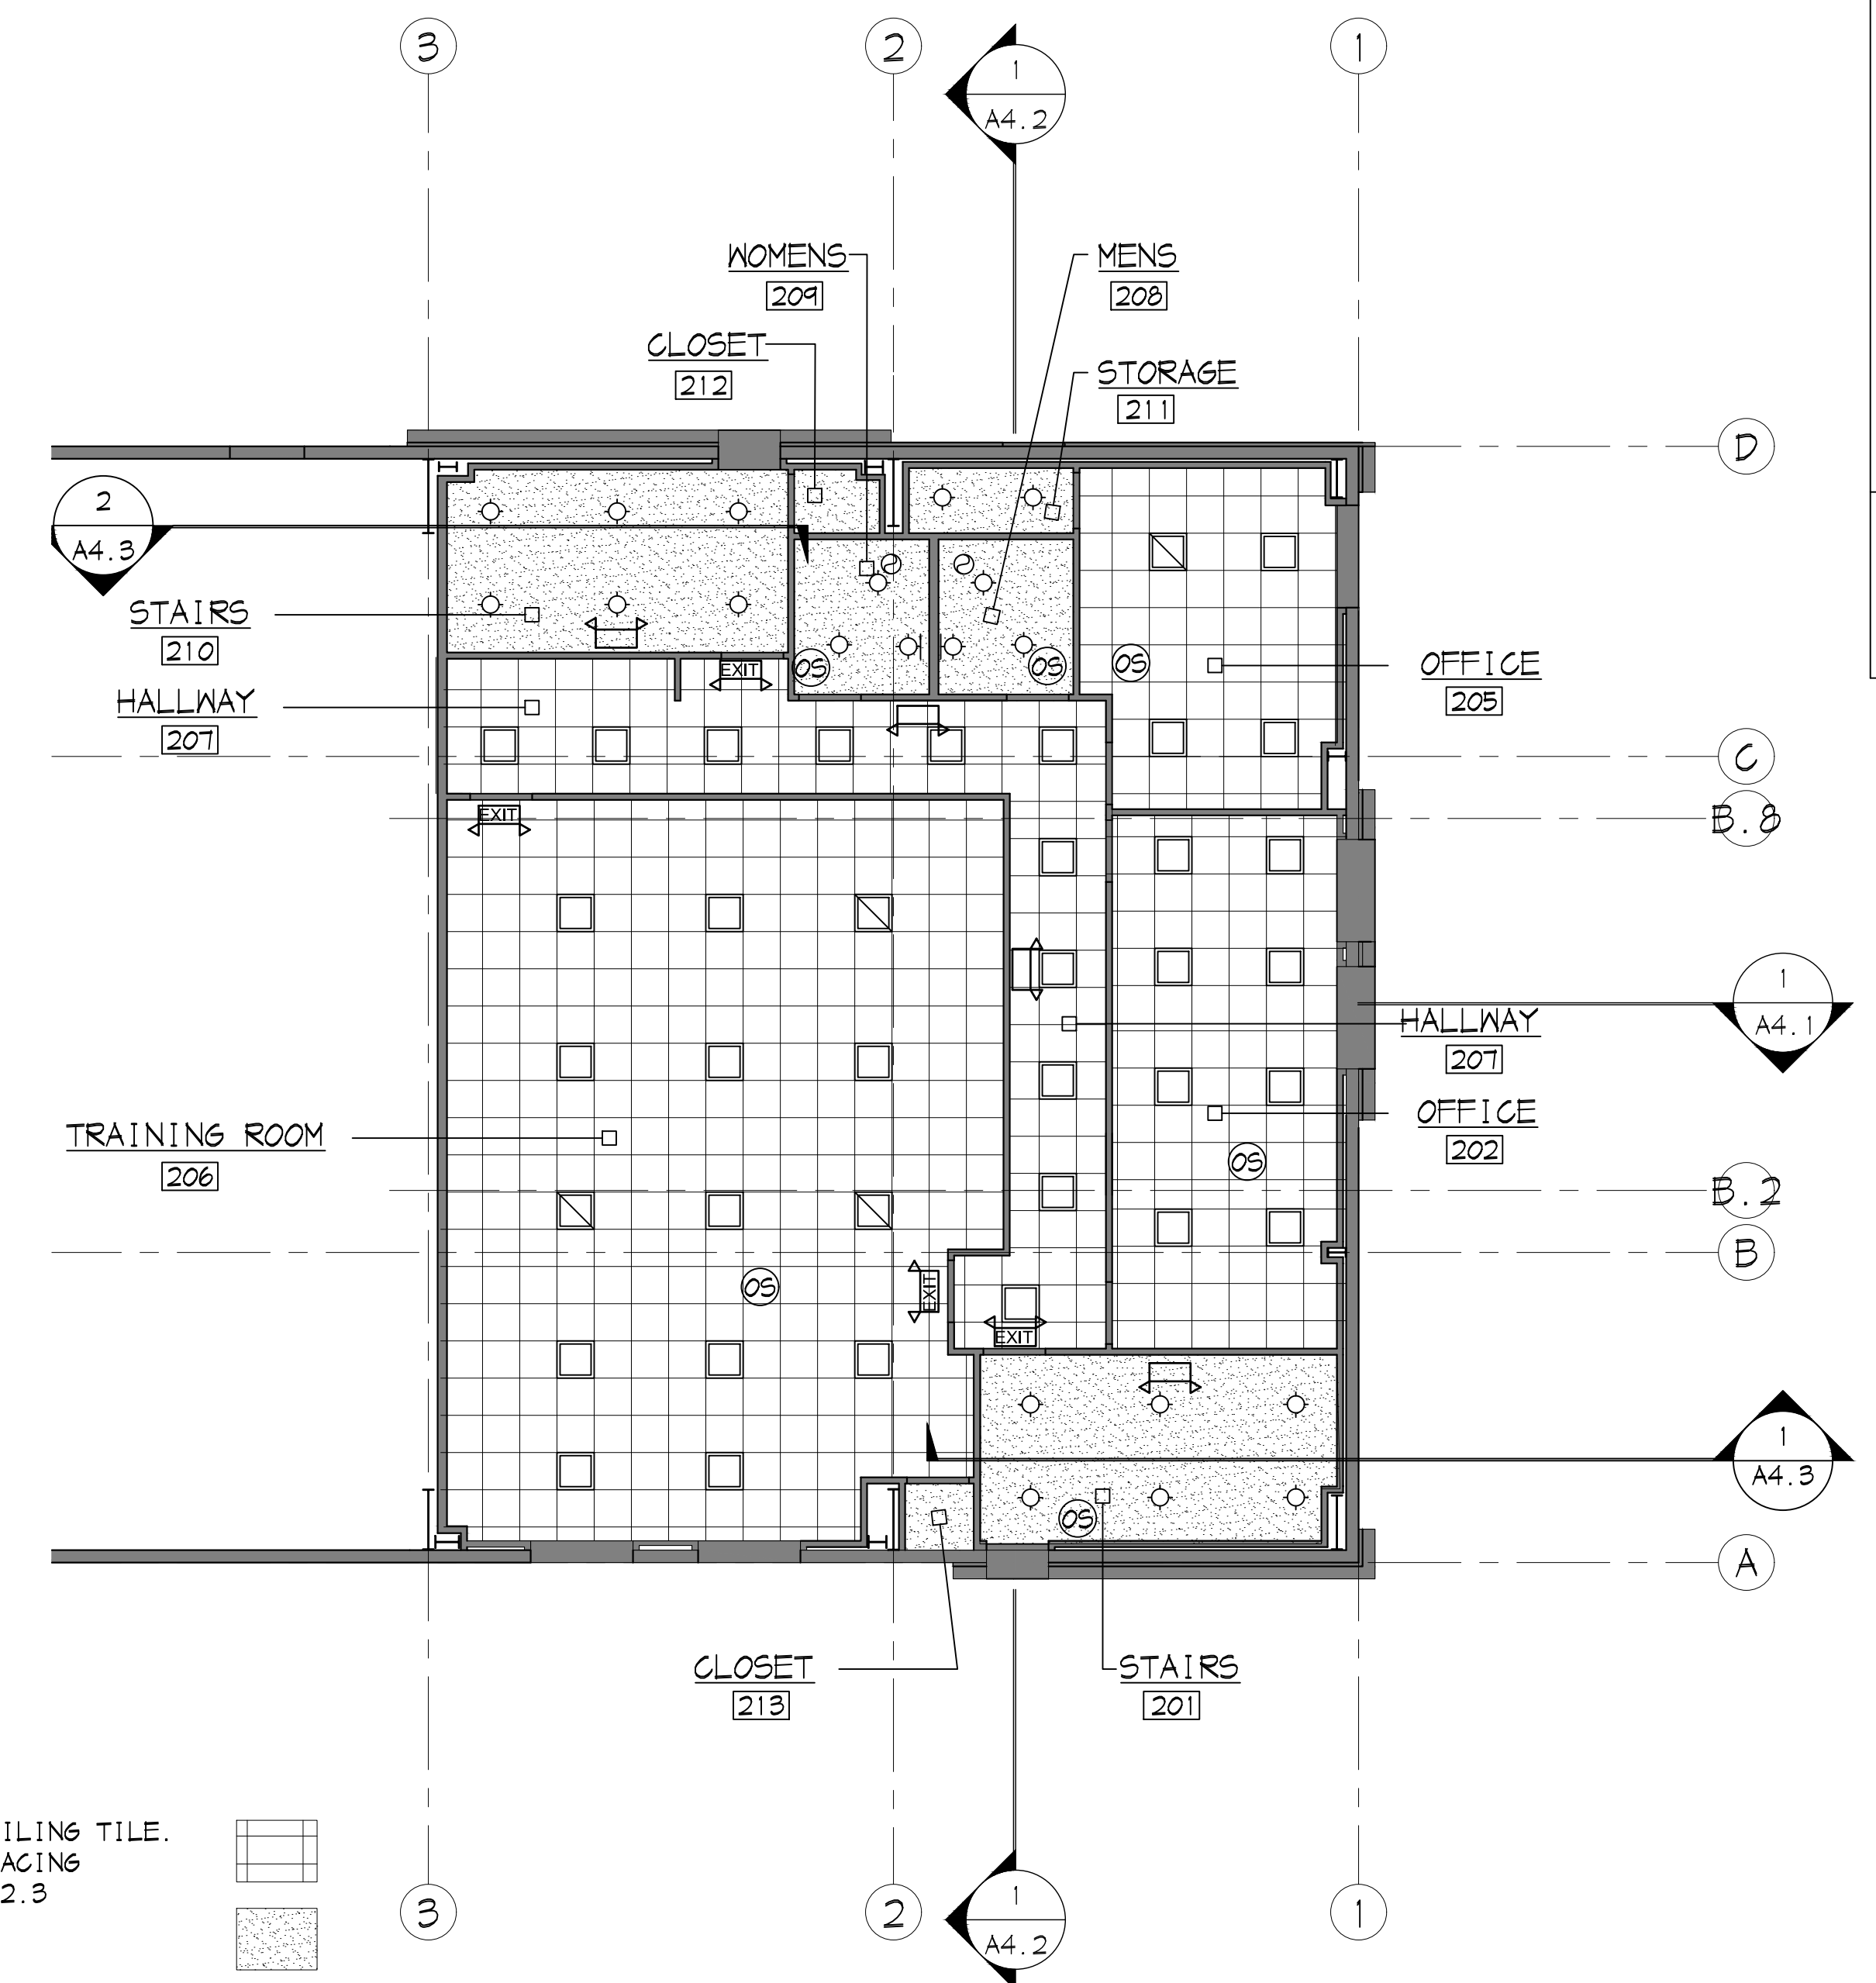 3
2
1
1
A4.2
WOMENS
209
MENS
208
CLOSET
212
STORAGE
211
D
2
A4.3
STAIRS
210
OS
OS
OS
EXIT
OFFICE
205
HALLWAY
207
C
EXIT
B.8
1
A4.1
HALLWAY
207
OFFICE
202
TRAINING ROOM
206
OS
B.2
B
OS
EXIT
EXIT
1
A4.3
OS
A
CLOSET
213
STAIRS
201
ILING TILE.
ACING
2.3
3
2
1
1
A4.2